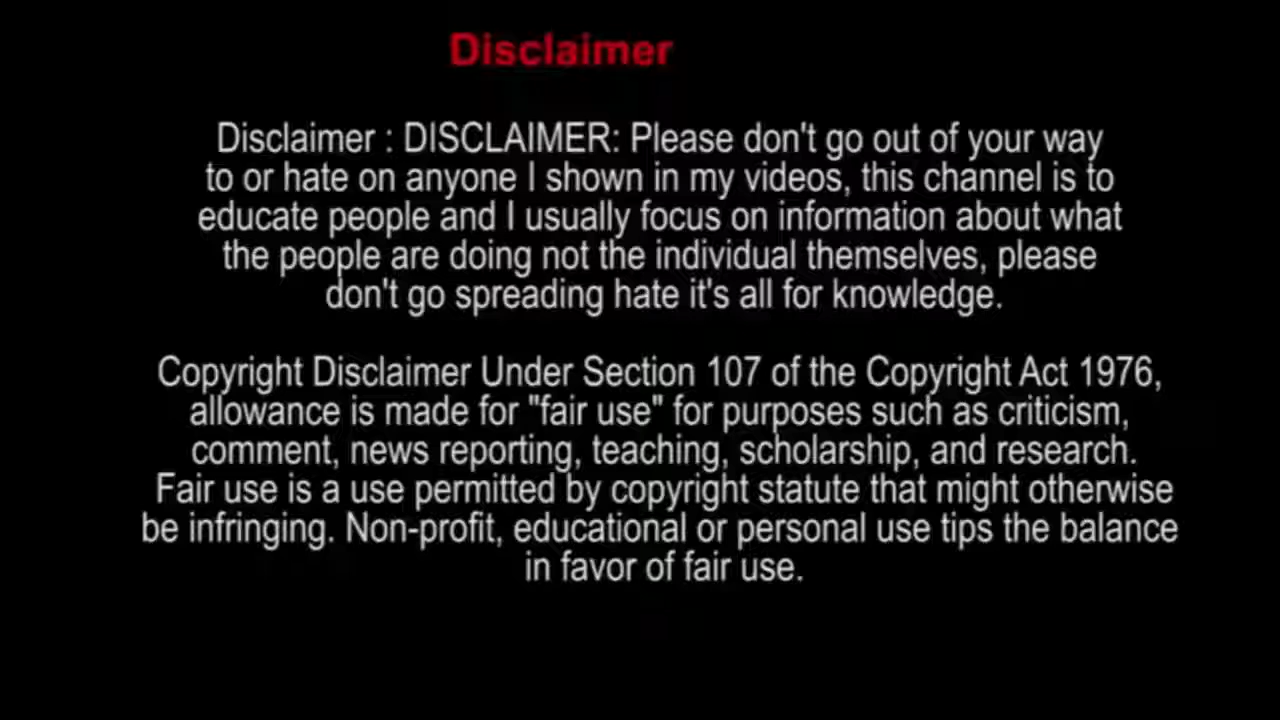 Disclaimer
Disclaimer : DISCLAIMER: Please don't go out of your way
to or hate on anyone I shown in my videos, this channel is to
educate people and I usually focus on information about what
the people are doing not the individual themselves, please
don't go spreading hate it's all for knowledge.
Copyright Disclaimer Under Section 107 of the Copyright Act 1976,
allowance is made for "fair use" for purposes such as criticism,
comment, news reporting, teaching, scholarship, and research.
Fair use is a use permitted by copyright statute that might otherwise
be infringing. Non-profit, educational or personal use tips the balance
in favor of fair use.